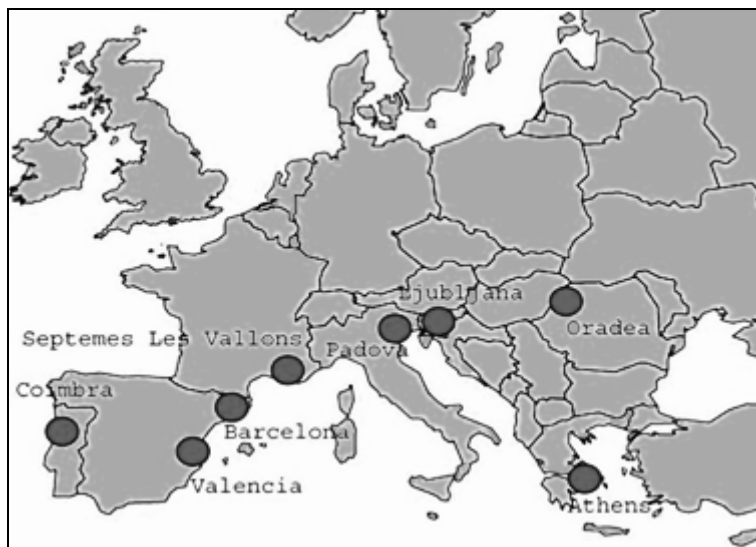 Ljubljana
Oradea
Septemes Les Vallons
Padova
Coimbra
Barcelona
Valencia
Athens